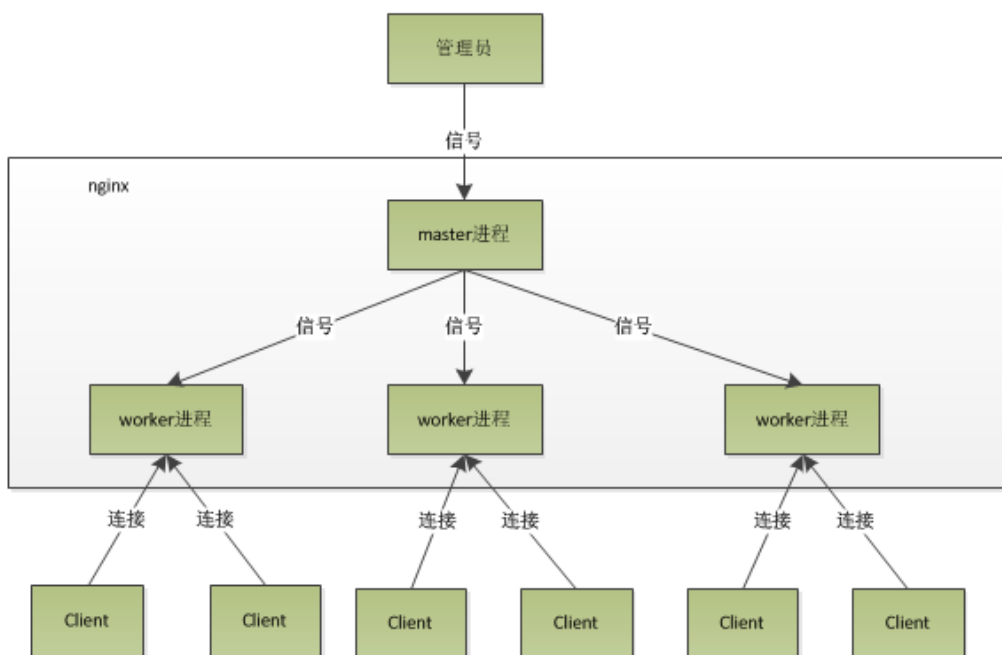 管理员
信号
nginx
master进程
信号 信号 信号
worker进程 worker进程 worker进程
连接 连接 连接 连接 连接 连接
Client Client Client Client Client Client